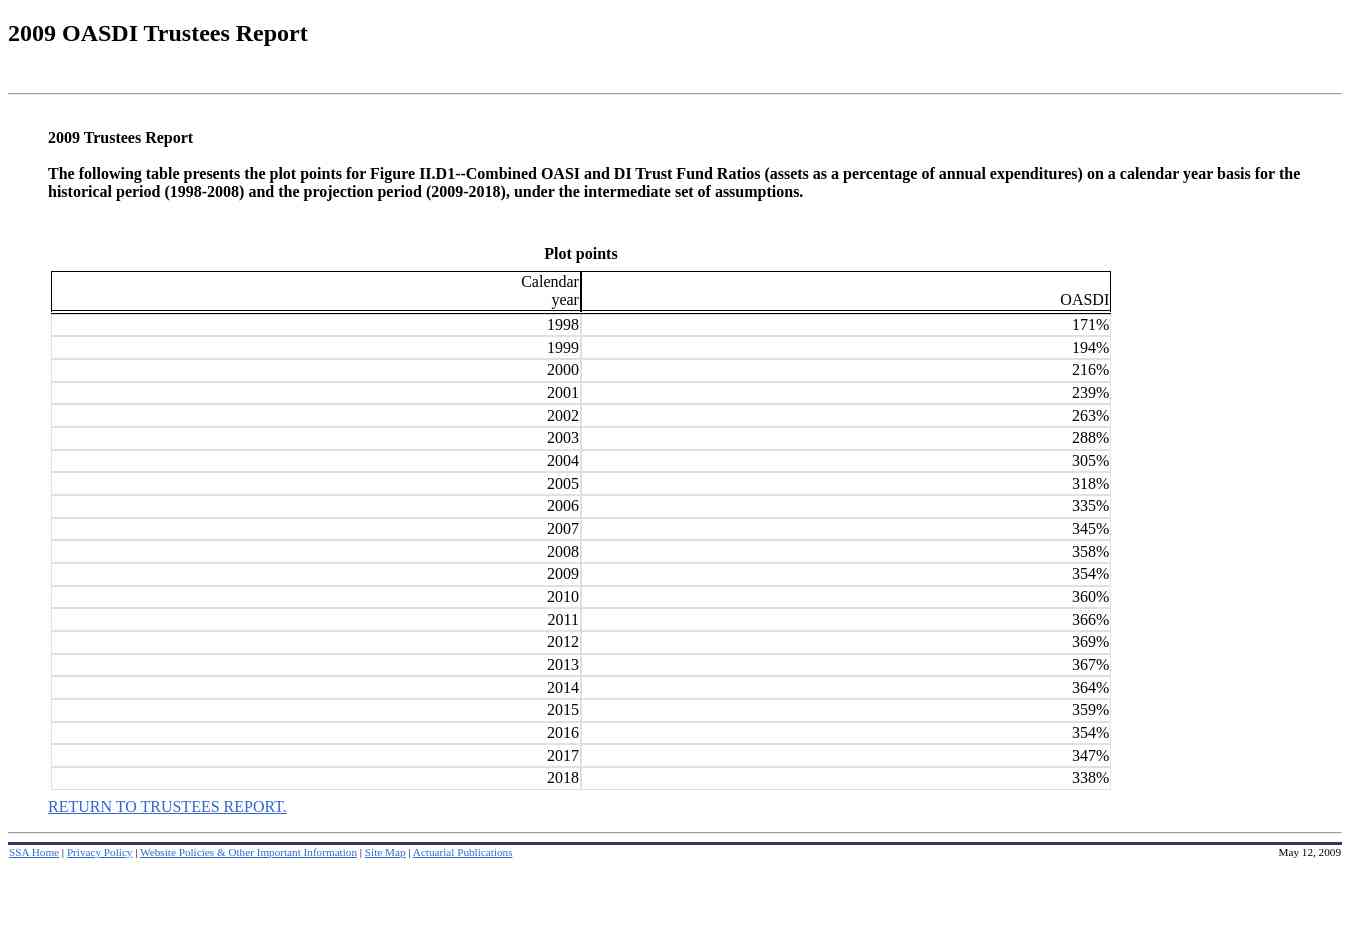 2009 OASDI Trustees Report
2009 Trustees Report
The following table presents the plot points for Figure II.D1--Combined OASI and DI Trust Fund Ratios (assets as a percentage of annual expenditures) on a calendar year basis for the
historical period (1998-2008) and the projection period (2009-2018), under the intermediate set of assumptions.
Plot points
Calendar
year OASDI
1998 171%
1999 194%
2000 216%
2001 239%
2002 263%
2003 288%
2004 305%
2005 318%
2006 335%
2007 345%
2008 358%
2009 354%
2010 360%
2011 366%
2012 369%
2013 367%
2014 364%
2015 359%
2016 354%
2017 347%
2018 338%
RETURN TO TRUSTEES REPORT.
SSA Home | Privacy Policy | Website Policies & Other Important Information | Site Map | Actuarial Publications May 12, 2009